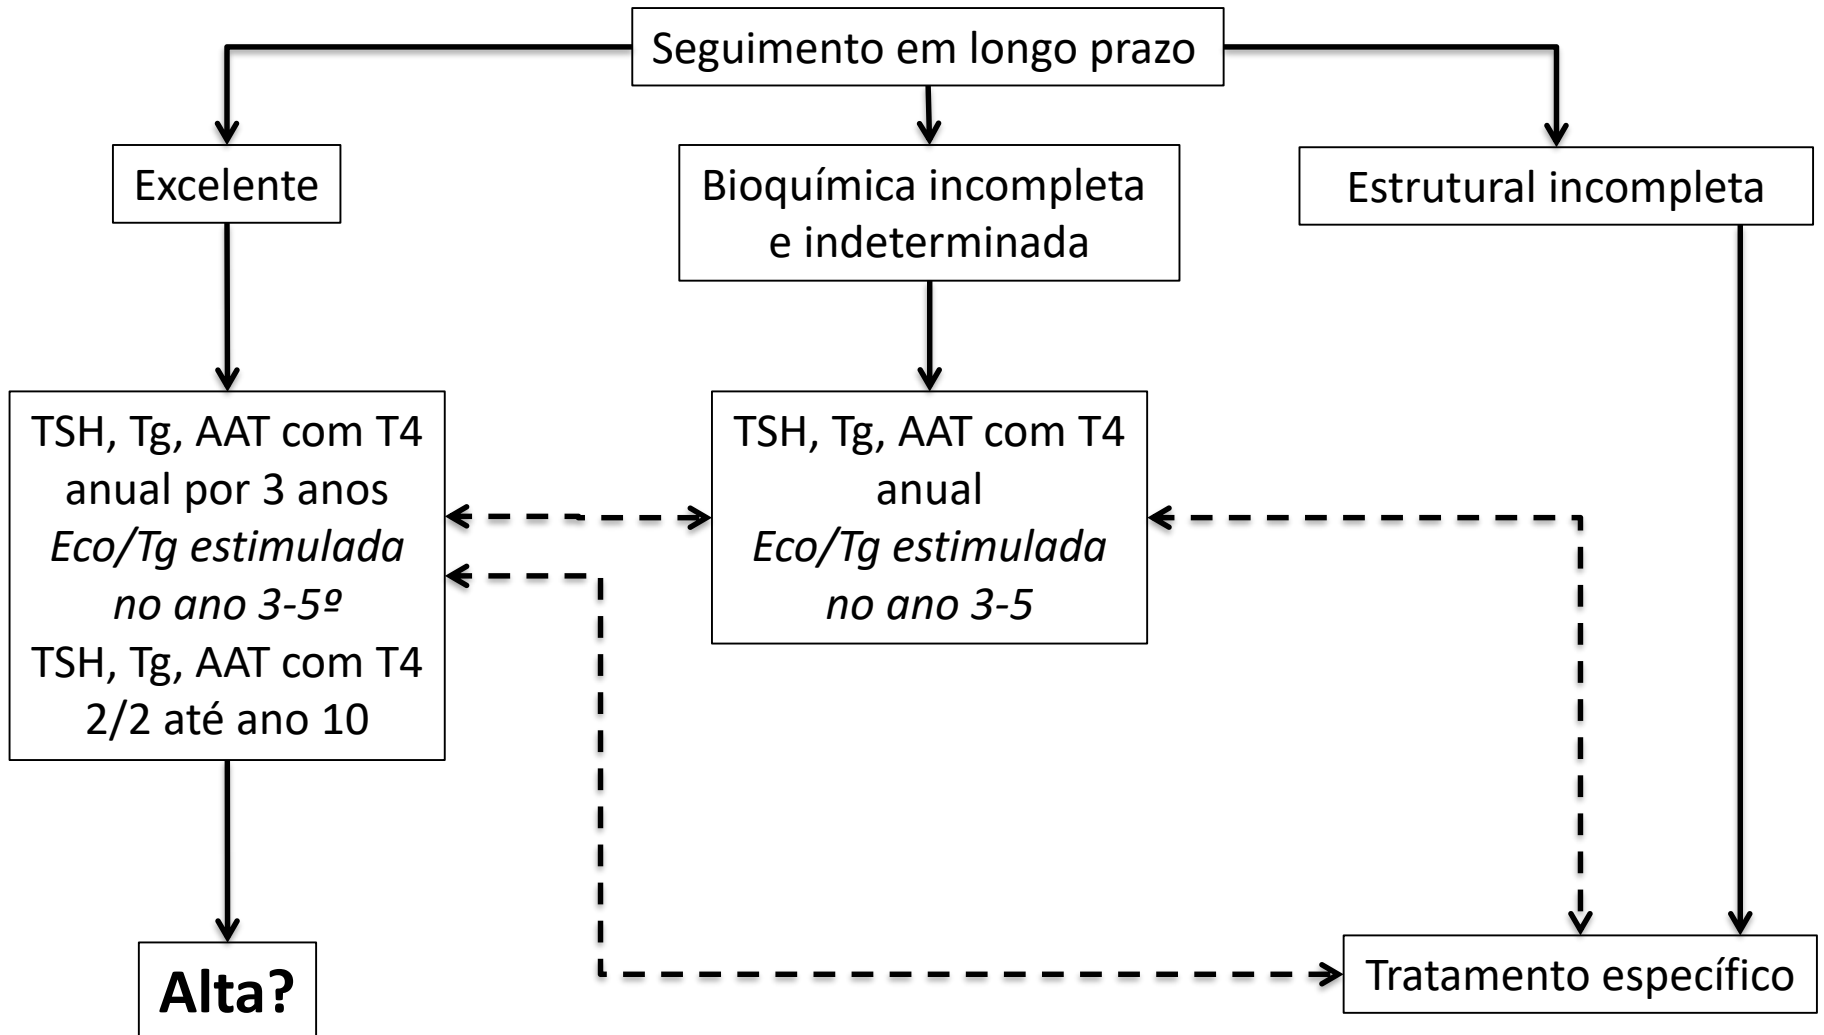 Seguimento em longo prazo
Excelente
Bioquímica incompleta
e indeterminada
Estrutural incompleta
TSH, Tg, AAT com T4
anual por 3 anos
Eco/Tg estimulada
no ano 3-5º
TSH, Tg, AAT com T4
2/2 até ano 10
TSH, Tg, AAT com T4
anual
Eco/Tg estimulada
no ano 3-5
Alta?
Tratamento específico